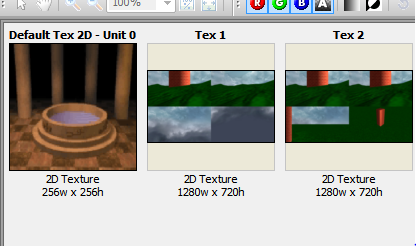 100%
R G B A
Default Tex 2D - Unit 0 Tex 1 Tex 2
2D Texture 2D Texture 2D Texture
256w x 256h 1280w x 720h 1280w x 720h